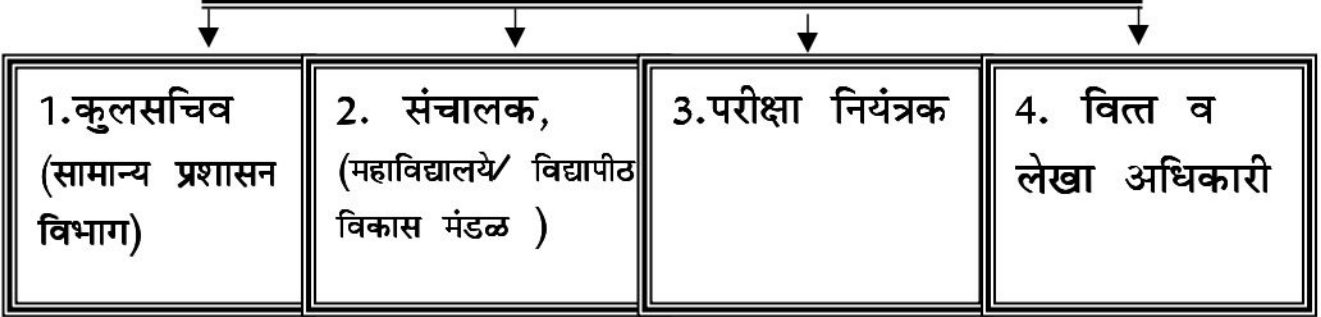 1.कुलसचिव
(सामान्य प्रशासन
विभाग)
2. संचालक,
(महाविद्यालये/ विद्यापीठ
विकास मंडळ )
3.परीक्षा नियंत्रक
4. वित्त व
लेखा अधिकारी